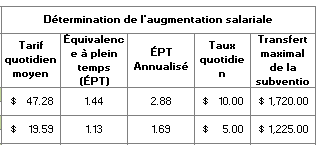 Détermination de l'augmentation salariale
Tarif quotidien moyen
Équivalenc e à plein temps (ÉPT)
ÉPT Annualisé
Taux quotidie n
Transfert maximal de la subventio
$ 47.28 1.44 2.88 $ 10.00 $ 1,720.00
$ 19.59 1.13 1.69 $ 5.00 $ 1,225.00